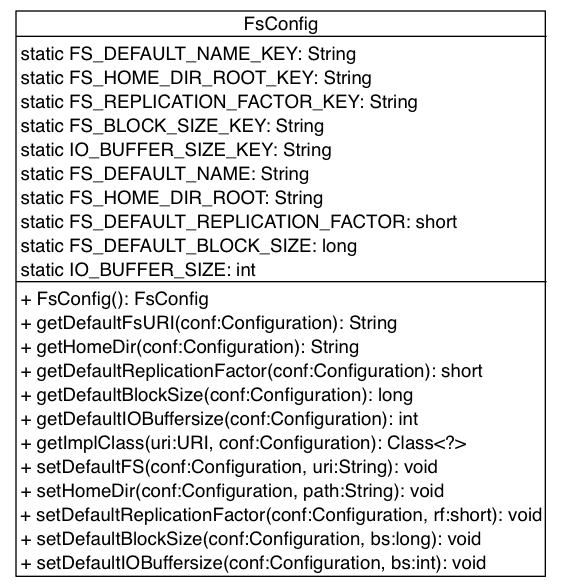 FsConfig
static FS_DEFAULT_NAME_KEY: String
static FS_HOME_DIR_ROOT_KEY: String
static FS_REPLICATION_FACTOR_KEY: String
static FS_BLOCK_SIZE_KEY: String
static IO_BUFFER_SIZE_KEY: String
static FS_DEFAULT_NAME: String
static FS_HOME_DIR_ROOT: String
static FS_DEFAULT_REPLICATION_FACTOR: short
static FS_DEFAULT_BLOCK_SIZE: long
static IO_BUFFER_SIZE: int
+ FsConfig(): FsConfig
+ getDefaultFsURI(conf:Configuration): String
+ getHomeDir(conf:Configuration): String
+ getDefaultReplicationFactor(conf:Configuration): short
+ getDefaultBlockSize(conf:Configuration): long
+ getDefaultIOBuffersize(conf:Configuration): int
+ getImplClass(uri:URI, conf:Configuration): Class<?>
+ setDefaultFS(conf:Configuration, uri:String): void
+ setHomeDir(conf:Configuration, path:String): void
+ setDefaultReplicationFactor(conf:Configuration, rf:short): void
+ setDefaultBlockSize(conf:Configuration, bs:long): void
+ setDefaultIOBuffersize(conf:Configuration, bs:int): void